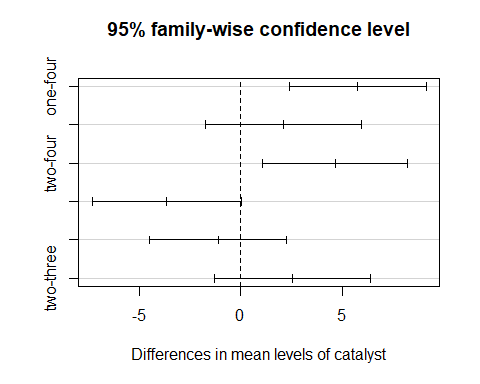 95% family-wise confidence level
one-four
two-four
two-three
-5 0 5
Differences in mean levels of catalyst